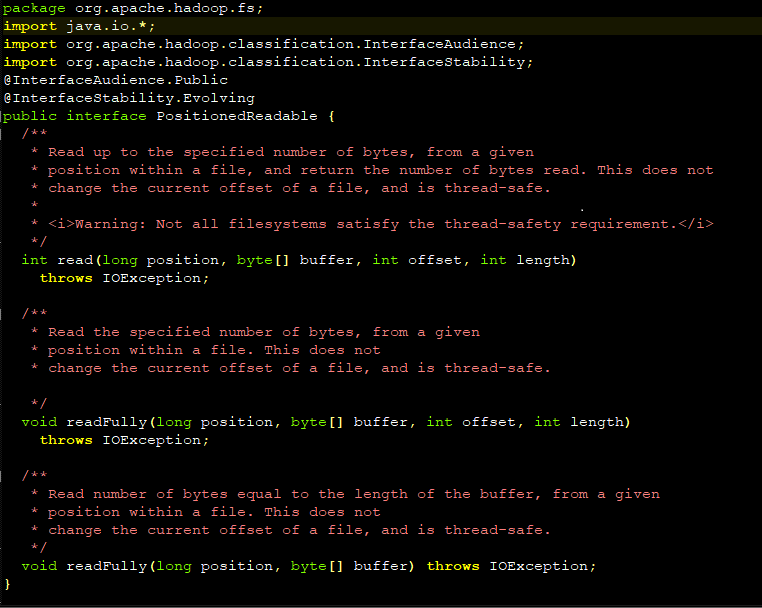 package org.apache.hadoop.fs;
import java.io.*;
import org.apache.hadoop.classification.InterfaceAudience;
import org.apache.hadoop.classification.InterfaceStability;
@InterfaceAudience.Public
@InterfaceStability.Evolving
public interface PositionedReadable {
  /**
   * Read up to the specified number of bytes, from a given
   * position within a file, and return the number of bytes read. This does not
   * change the current offset of a file, and is thread-safe.
   *
   * <i>Warning: Not all filesystems satisfy the thread-safety requirement.</i>
   */
  int read(long position, byte[] buffer, int offset, int length)
    throws IOException;

  /**
   * Read the specified number of bytes, from a given
   * position within a file. This does not
   * change the current offset of a file, and is thread-safe.

   */
  void readFully(long position, byte[] buffer, int offset, int length)
    throws IOException;

  /**
   * Read number of bytes equal to the length of the buffer, from a given
   * position within a file. This does not
   * change the current offset of a file, and is thread-safe.
   */
  void readFully(long position, byte[] buffer) throws IOException;
}